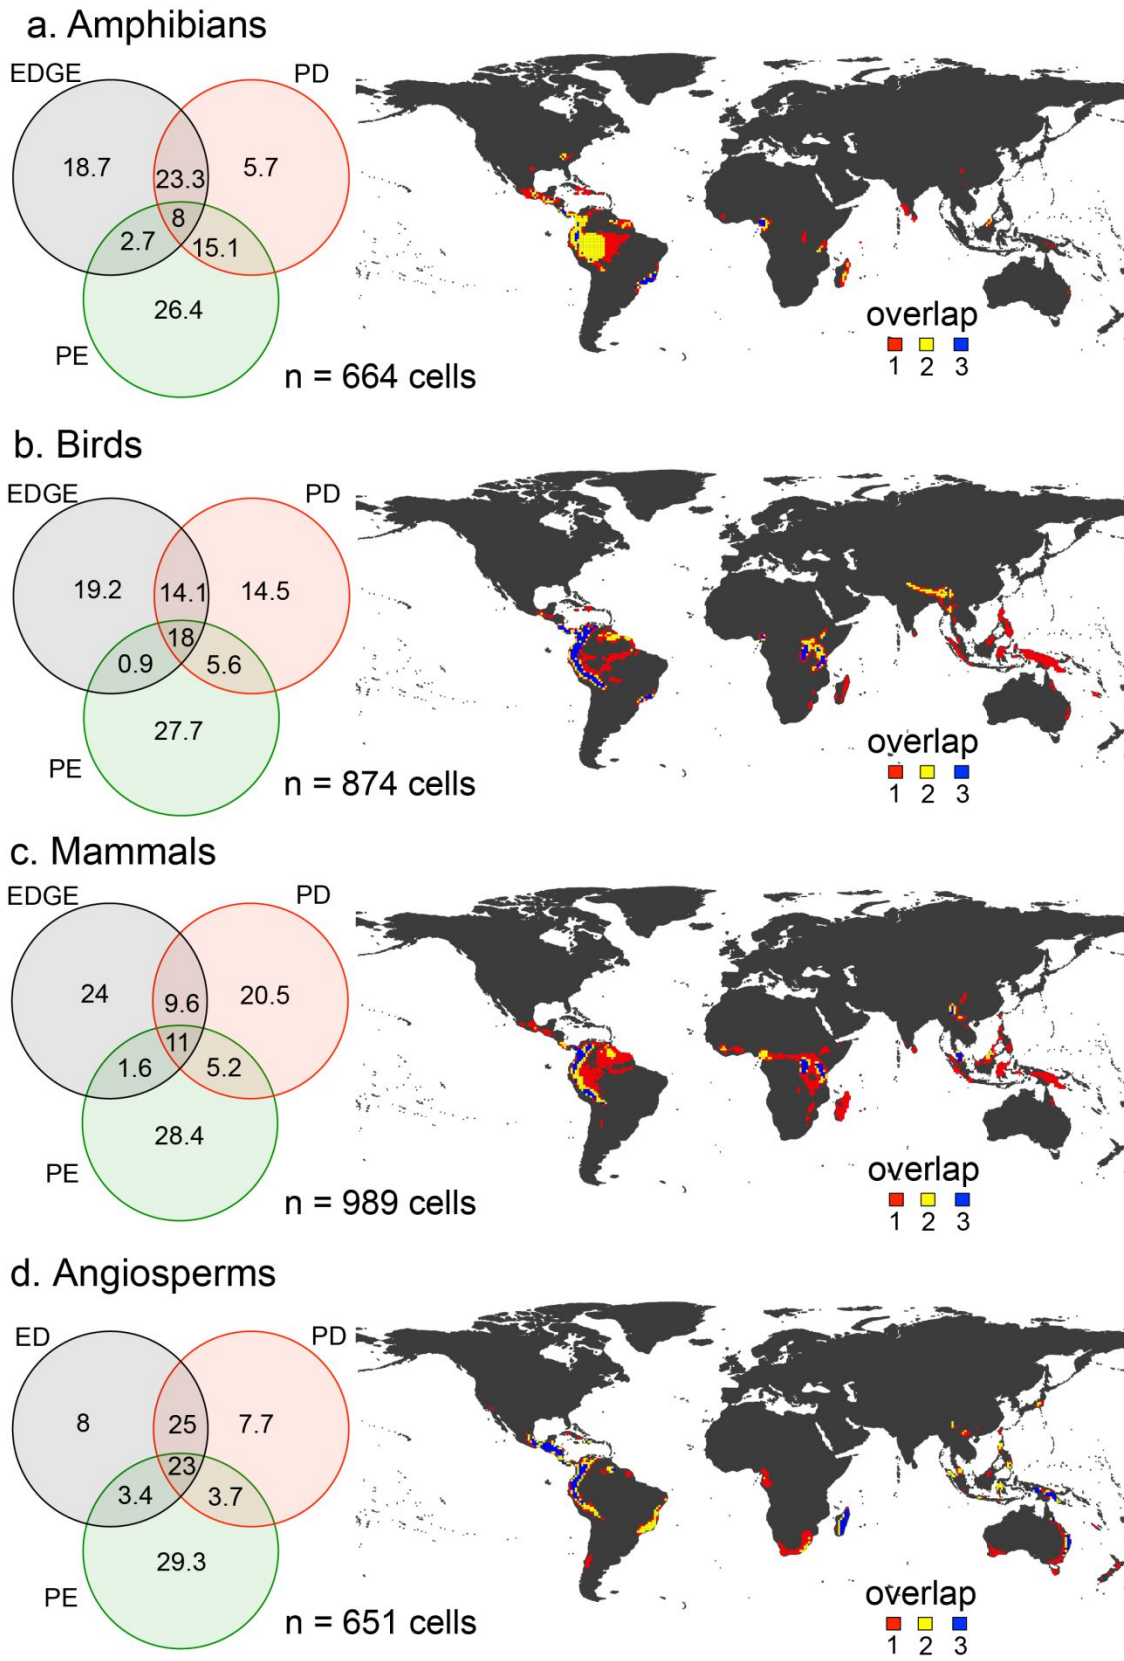 a. Amphibians
EDGE
PD
18.7
23.3
5.7
8
2.7
15.1
26.4
PE
n = 664 cells
overlap
1 2 3
b. Birds
EDGE
PD
19.2
14.1
14.5
18
0.9
5.6
27.7
PE
n = 874 cells
overlap
1 2 3
c. Mammals
EDGE
PD
24
9.6
20.5
11
1.6
5.2
28.4
PE
n = 989 cells
overlap
1 2 3
d. Angiosperms
ED
PD
8
25
7.7
23
3.4
3.7
29.3
PE
n = 651 cells
overlap
1 2 3